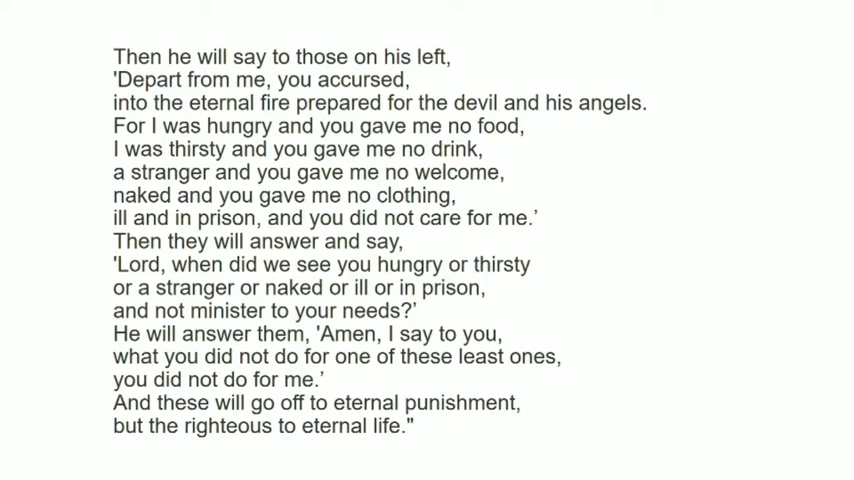 Then he will say to those on his left,
'Depart from me, you accursed,
into the eternal fire prepared for the devil and his angels.
For I was hungry and you gave me no food,
I was thirsty and you gave me no drink,
a stranger and you gave me no welcome,
naked and you gave me no clothing,
ill and in prison, and you did not care for me.’
Then they will answer and say,
'Lord, when did we see you hungry or thirsty
or a stranger or naked or ill or in prison,
and not minister to your needs?’
He will answer them, 'Amen, I say to you,
what you did not do for one of these least ones,
you did not do for me.’
And these will go off to eternal punishment,
but the righteous to eternal life."